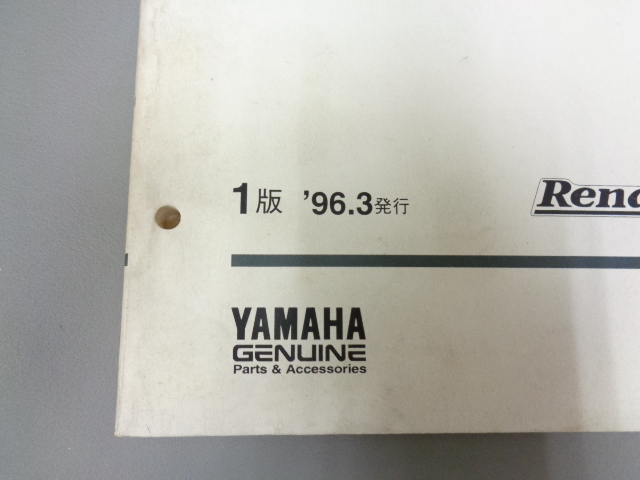 1版 '96.3発行
YAMAHA
GENUINE
Parts & Accessories